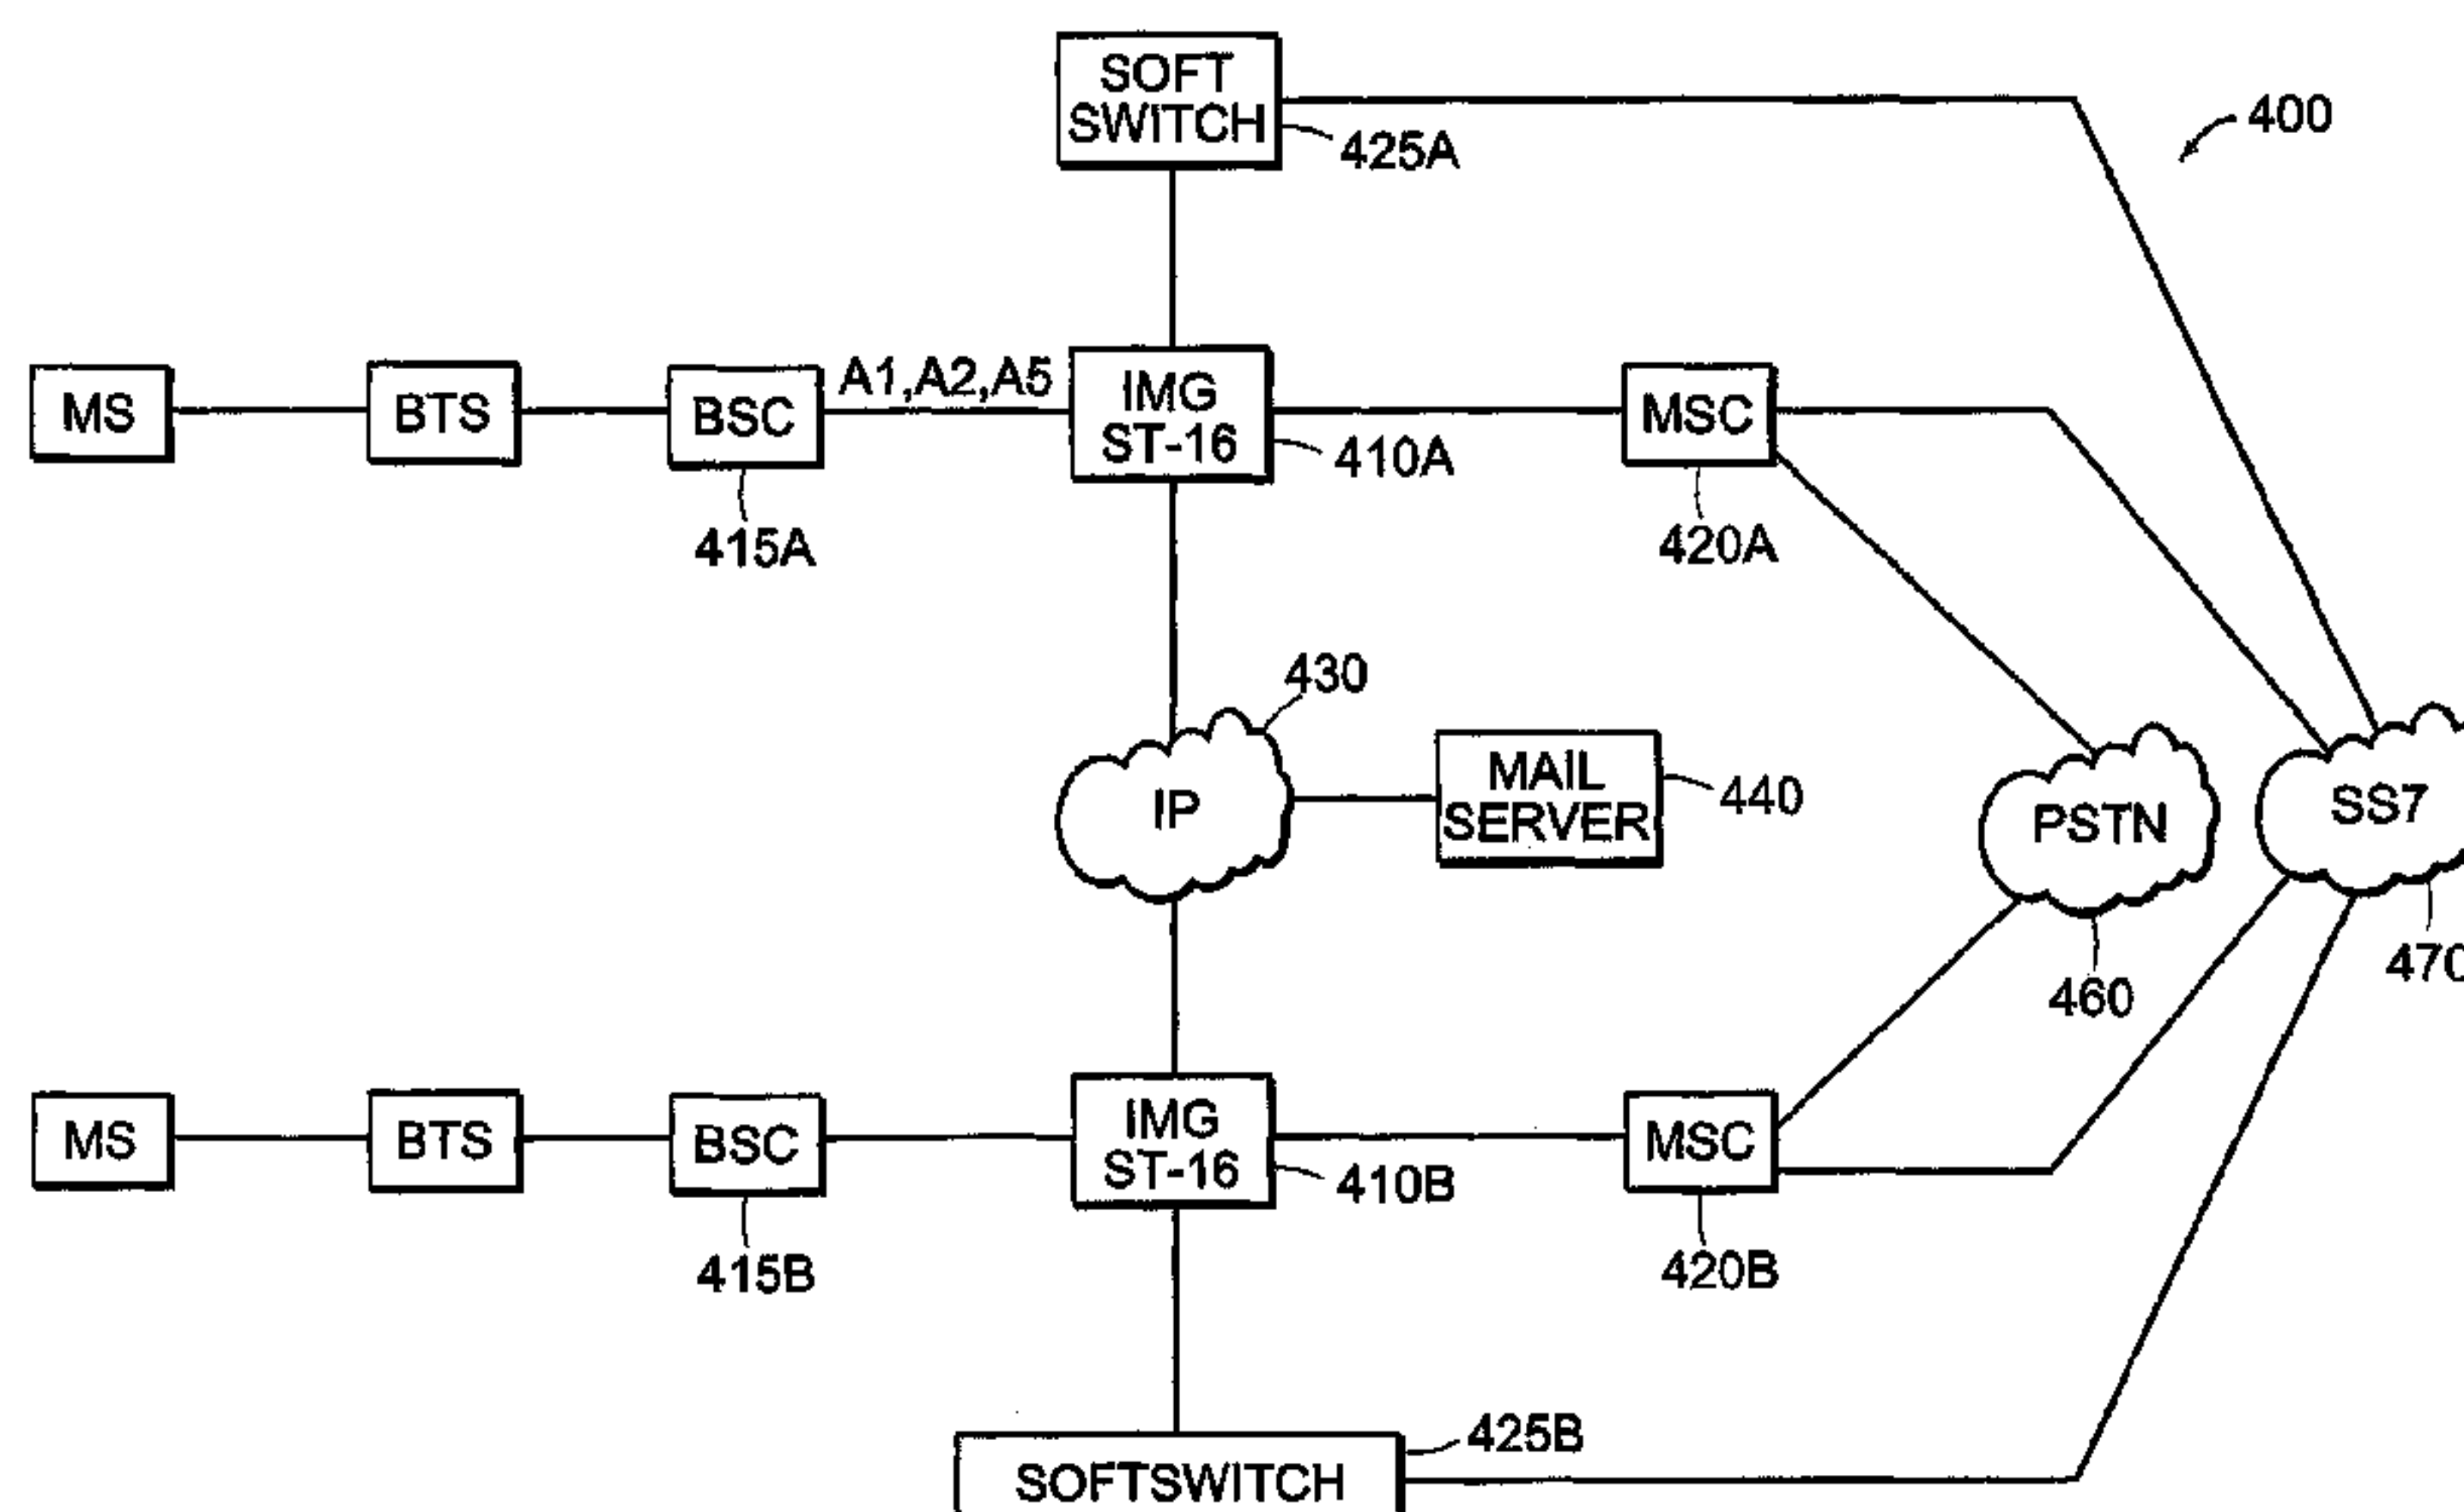 SOFT
SWITCH
425A
400
MS
BTS
BSC
A1,A2,A5
IMG
ST-16
410A
MSC
415A
420A
430
IP
MAIL
SERVER
440
PSTN
SS7
460
470
MS
BTS
BSC
IMG
ST-16
410B
MSC
415B
420B
425B
SOFTSWITCH